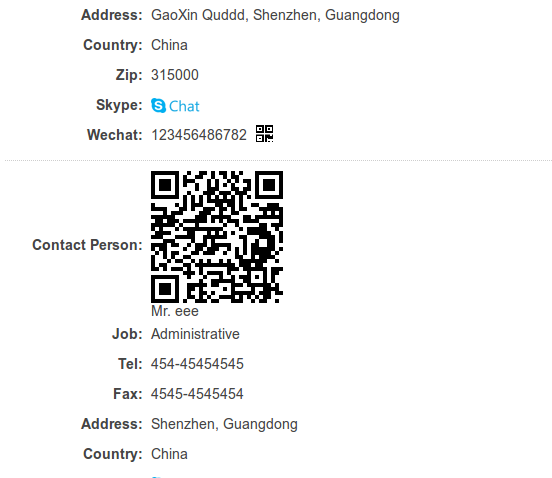 Address: GaoXin Quddd, Shenzhen, Guangdong
Country: China
Zip: 315000
Skype: Chat
Wechat: 123456486782
Contact Person:
Mr. eee
Job: Administrative
Tel: 454-45454545
Fax: 4545-4545454
Address: Shenzhen, Guangdong
Country: China